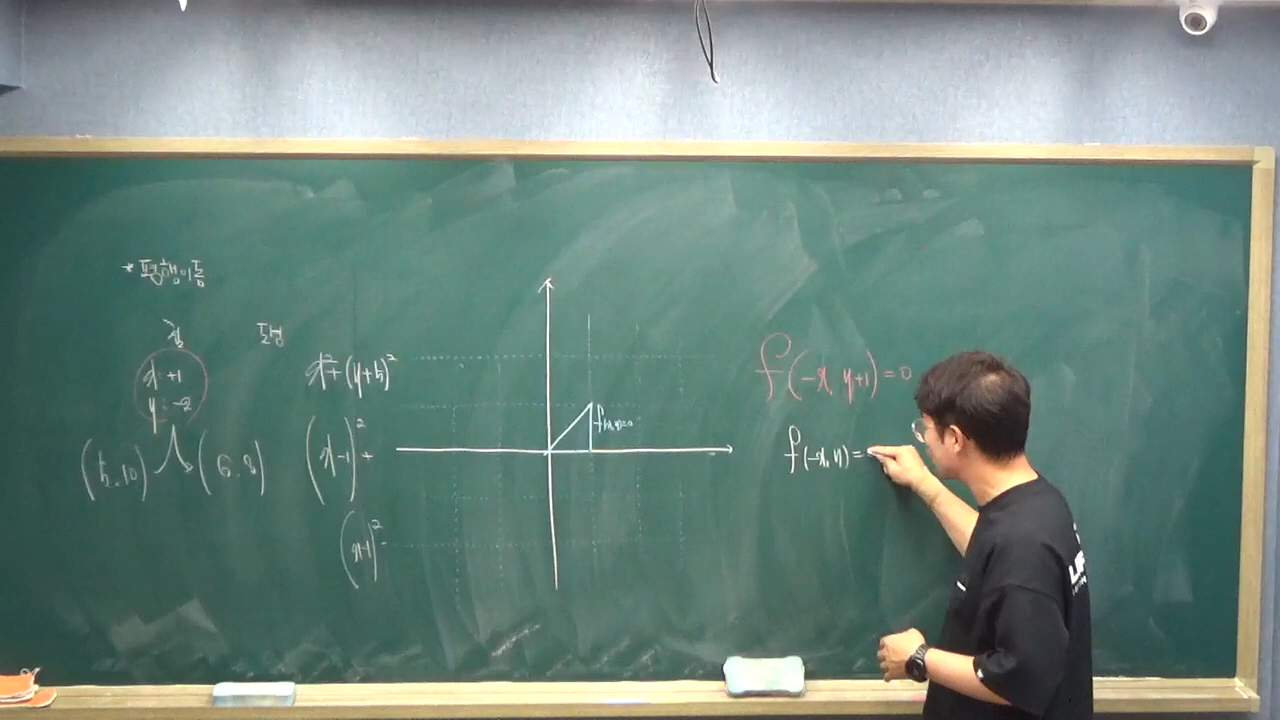 * 평행이동
점 도형
x: +1
y: -2
(5, 10) (6, 8)
x² + (y+5)²
(x-1)² +
(x+1)² -
f(x, y)=0
f(-x, y+1) = 0
f(-x, y) =